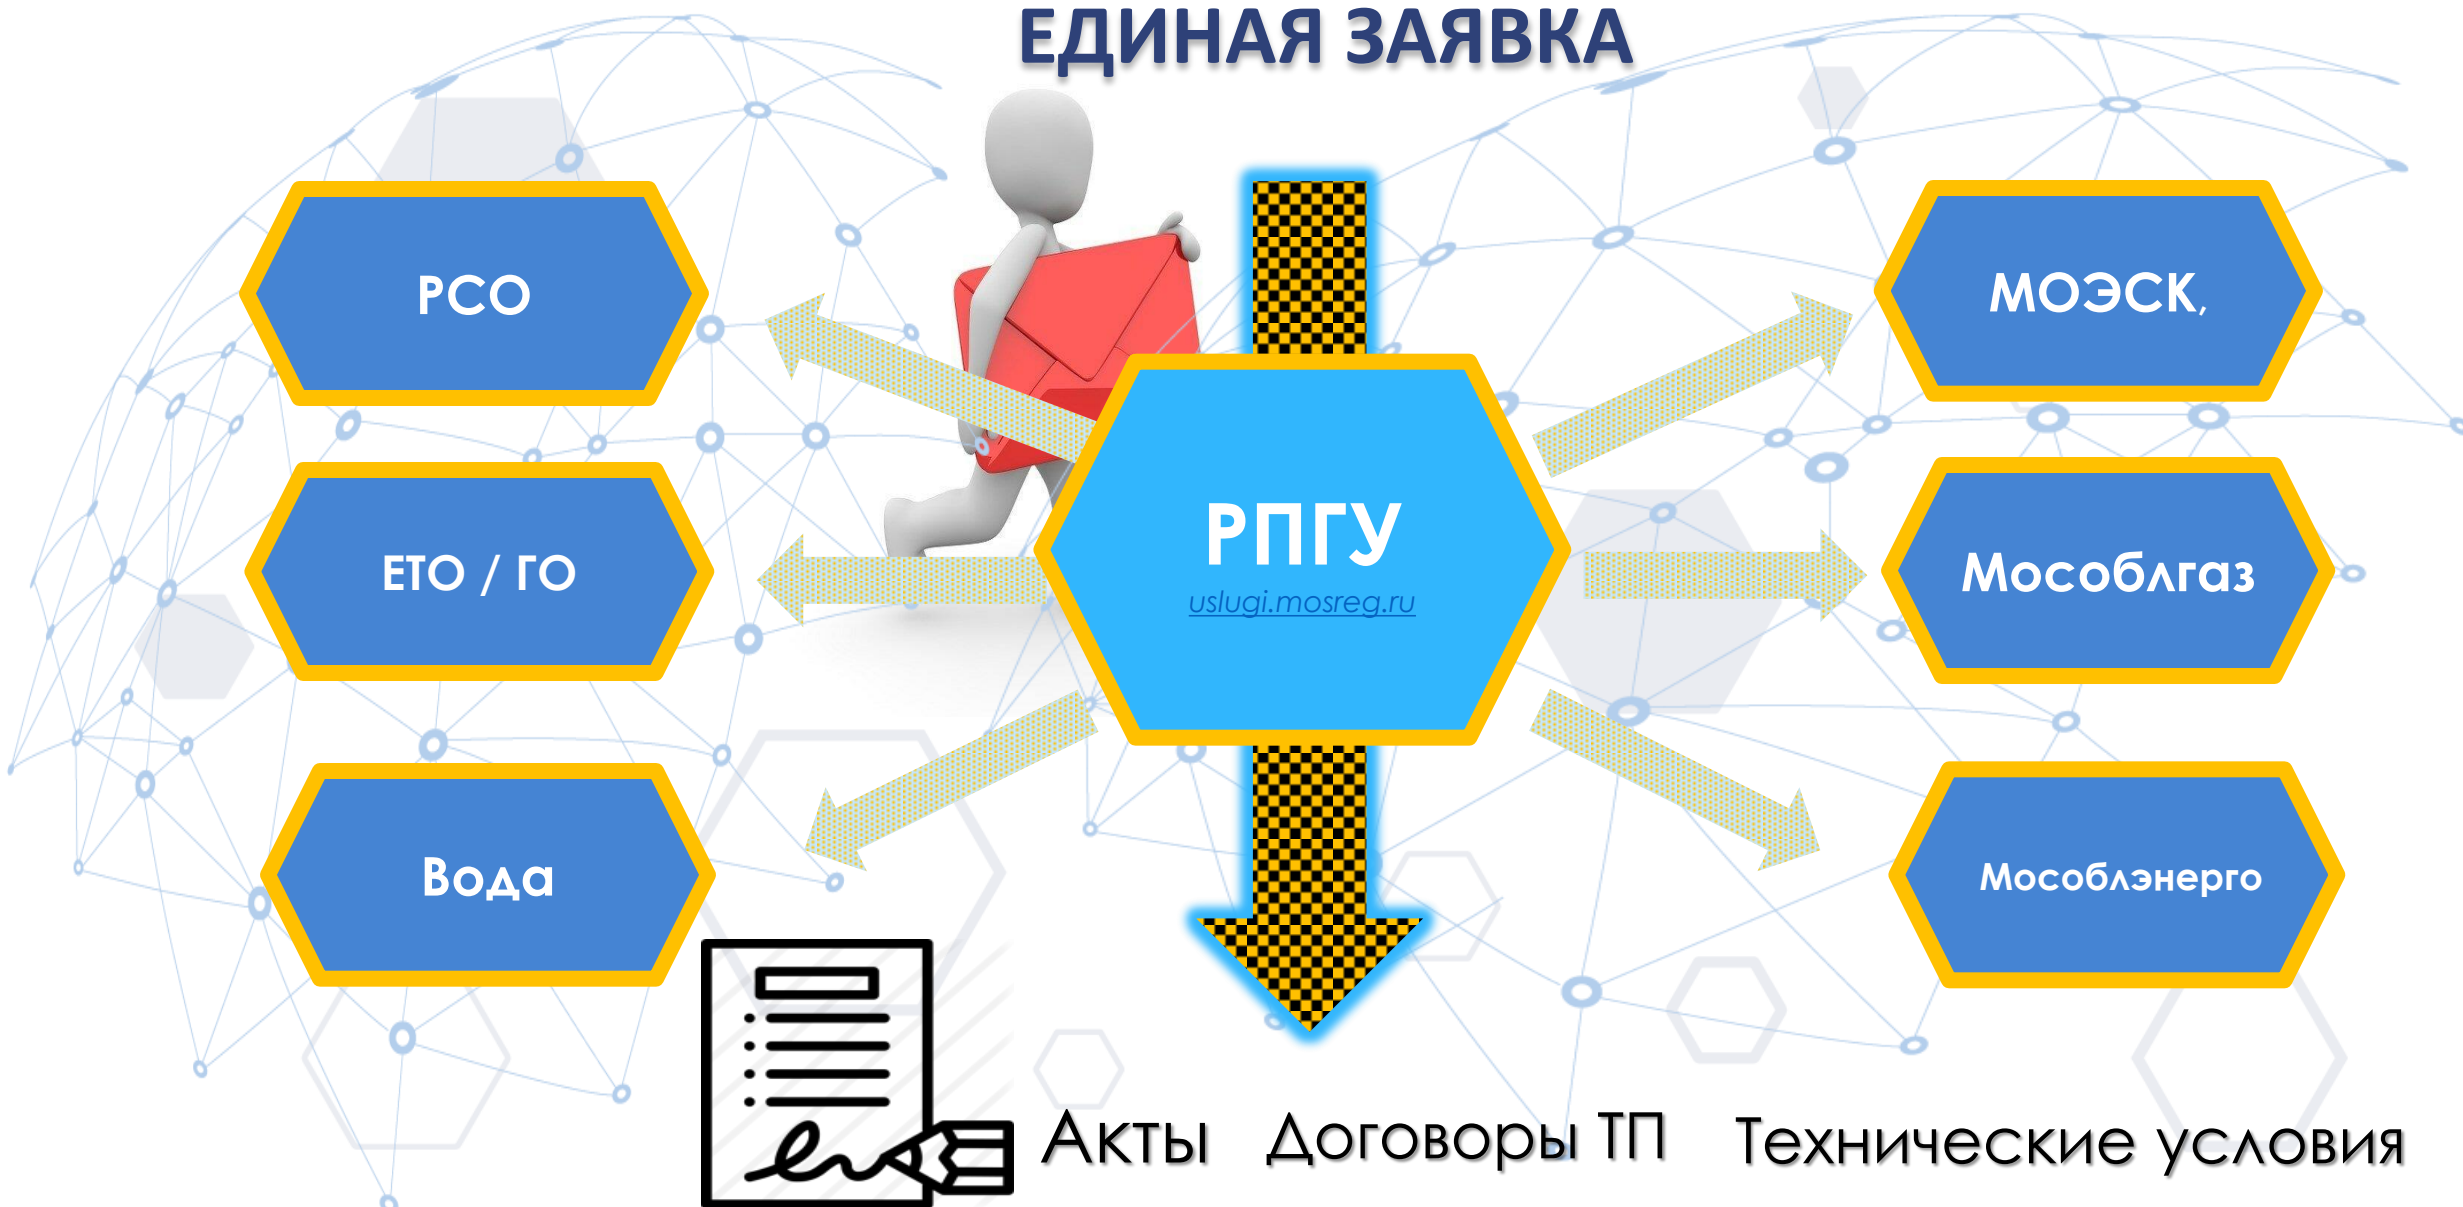 ЕДИНАЯ ЗАЯВКА
РСО
МОЭСК,
ЕТО / ГО
РПГУ
uslugi.mosreg.ru
Мособлгаз
Вода
Мособлэнерго
Акты Договоры ТП Технические условия